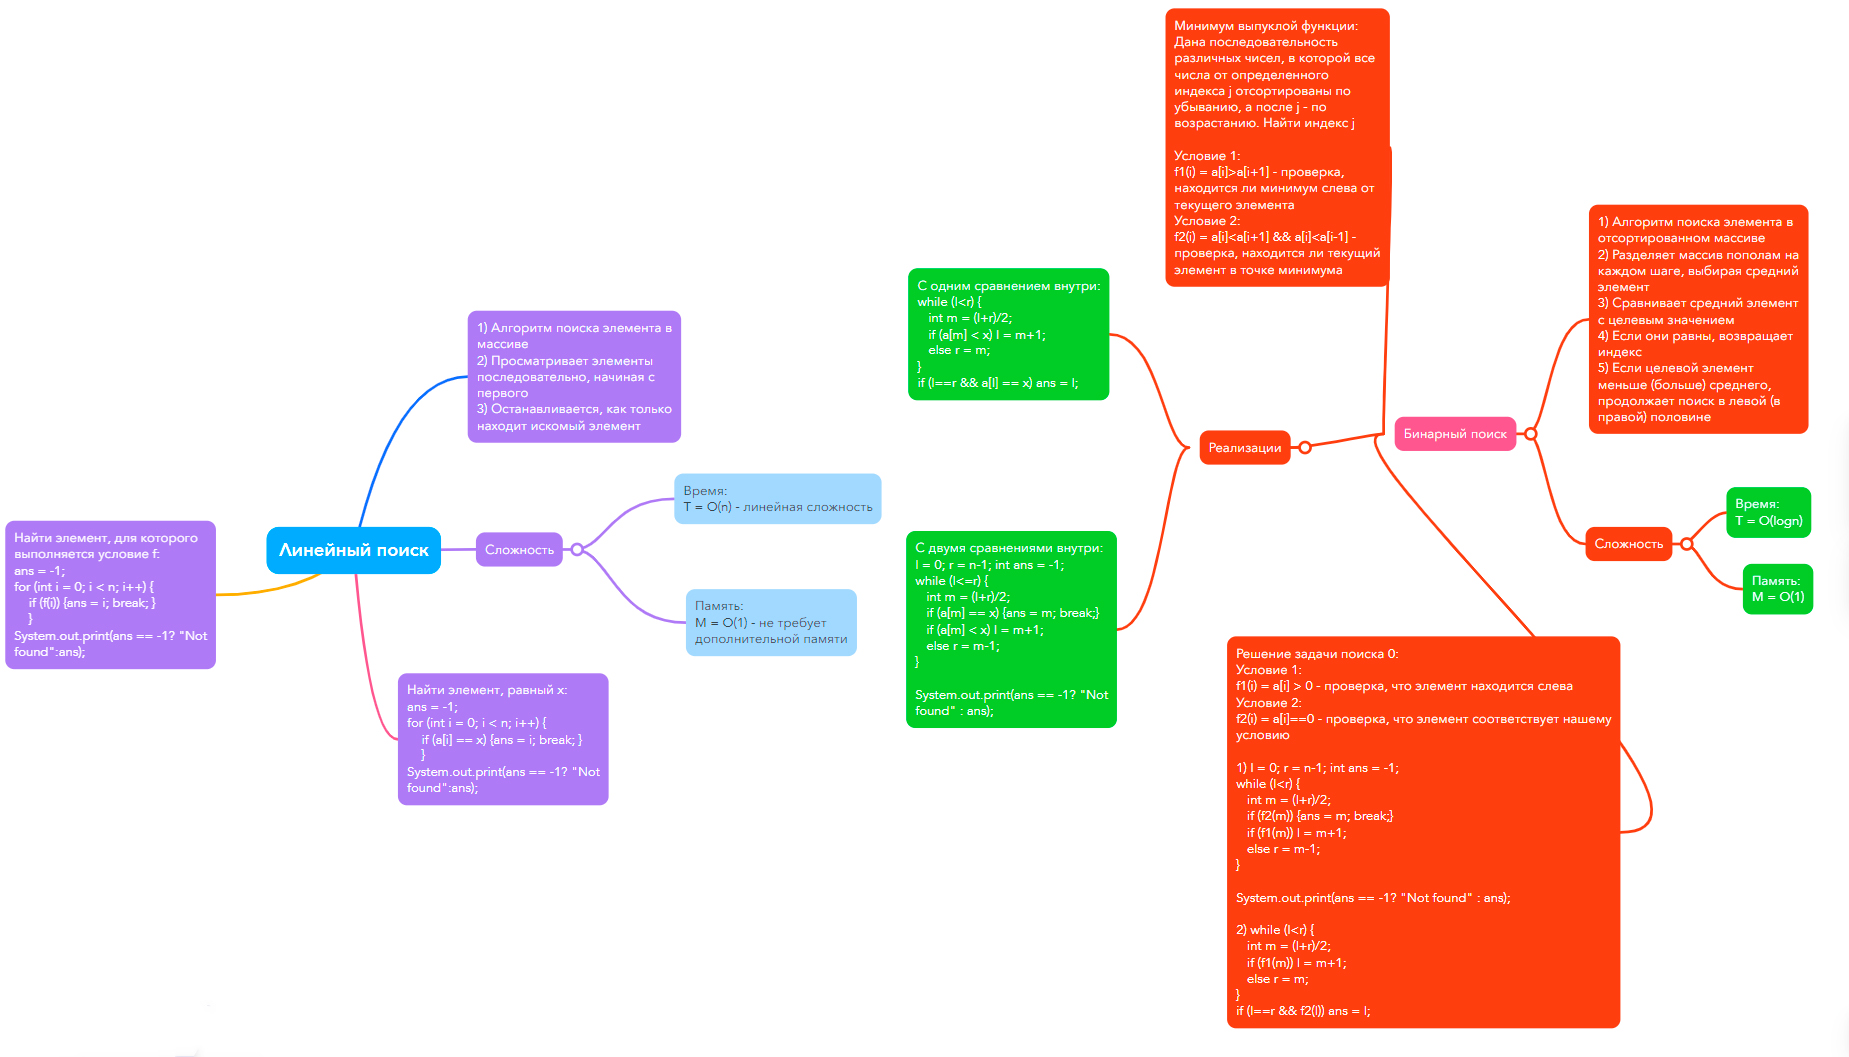 Найти элемент, для которого
выполняется условие f:
ans = -1;
for (int i = 0; i < n; i++) {
if (f(i)) {ans = i; break; }
}
System.out.print(ans == -1? "Not
found":ans);
Линейный поиск
1) Алгоритм поиска элемента в
массиве
2) Просматривает элементы
последовательно, начиная с
первого
3) Останавливается, как только
находит искомый элемент
Сложность
Время:
T = O(n) - линейная сложность
Память:
M = O(1) - не требует
дополнительной памяти
Найти элемент, равный x:
ans = -1;
for (int i = 0; i < n; i++) {
if (a[i] == x) {ans = i; break; }
}
System.out.print(ans == -1? "Not
found":ans);
Минимум выпуклой функции:
Дана последовательность
различных чисел, в которой все
числа от определенного
индекса j отсортированы по
убыванию, а после j - по
возрастанию. Найти индекс j
Условие 1:
f1(i) = a[i]>a[i+1] - проверка,
находится ли минимум слева от
текущего элемента
Условие 2:
f2(i) = a[i]<a[i+1] && a[i]<a[i-1] -
проверка, находится ли текущий
элемент в точке минимума
С одним сравнением внутри:
while (l<r) {
int m = (l+r)/2;
if (a[m] < x) l = m+1;
else r = m;
}
if (l==r && a[l] == x) ans = l;
Реализации
С двумя сравнениями внутри:
l = 0; r = n-1; int ans = -1;
while (l<=r) {
int m = (l+r)/2;
if (a[m] == x) {ans = m; break;}
if (a[m] < x) l = m+1;
else r = m-1;
}
System.out.print(ans == -1? "Not
found" : ans);
Бинарный поиск
1) Алгоритм поиска элемента в
отсортированном массиве
2) Разделяет массив пополам на
каждом шаге, выбирая средний
элемент
3) Сравнивает средний элемент
с целевым значением
4) Если они равны, возвращает
индекс
5) Если целевой элемент
меньше (больше) среднего,
продолжает поиск в левой (в
правой) половине
Сложность
Время:
T = O(logn)
Память:
M = O(1)
Решение задачи поиска 0:
Условие 1:
f1(i) = a[i] > 0 - проверка, что элемент находится слева
Условие 2:
f2(i) = a[i]==0 - проверка, что элемент соответствует нашему
условию
1) l = 0; r = n-1; int ans = -1;
while (l<r) {
int m = (l+r)/2;
if (f2(m)) {ans = m; break;}
if (f1(m)) l = m+1;
else r = m-1;
}
System.out.print(ans == -1? "Not found" : ans);
2) while (l<r) {
int m = (l+r)/2;
if (f1(m)) l = m+1;
else r = m;
}
if (l==r && f2(l)) ans = l;